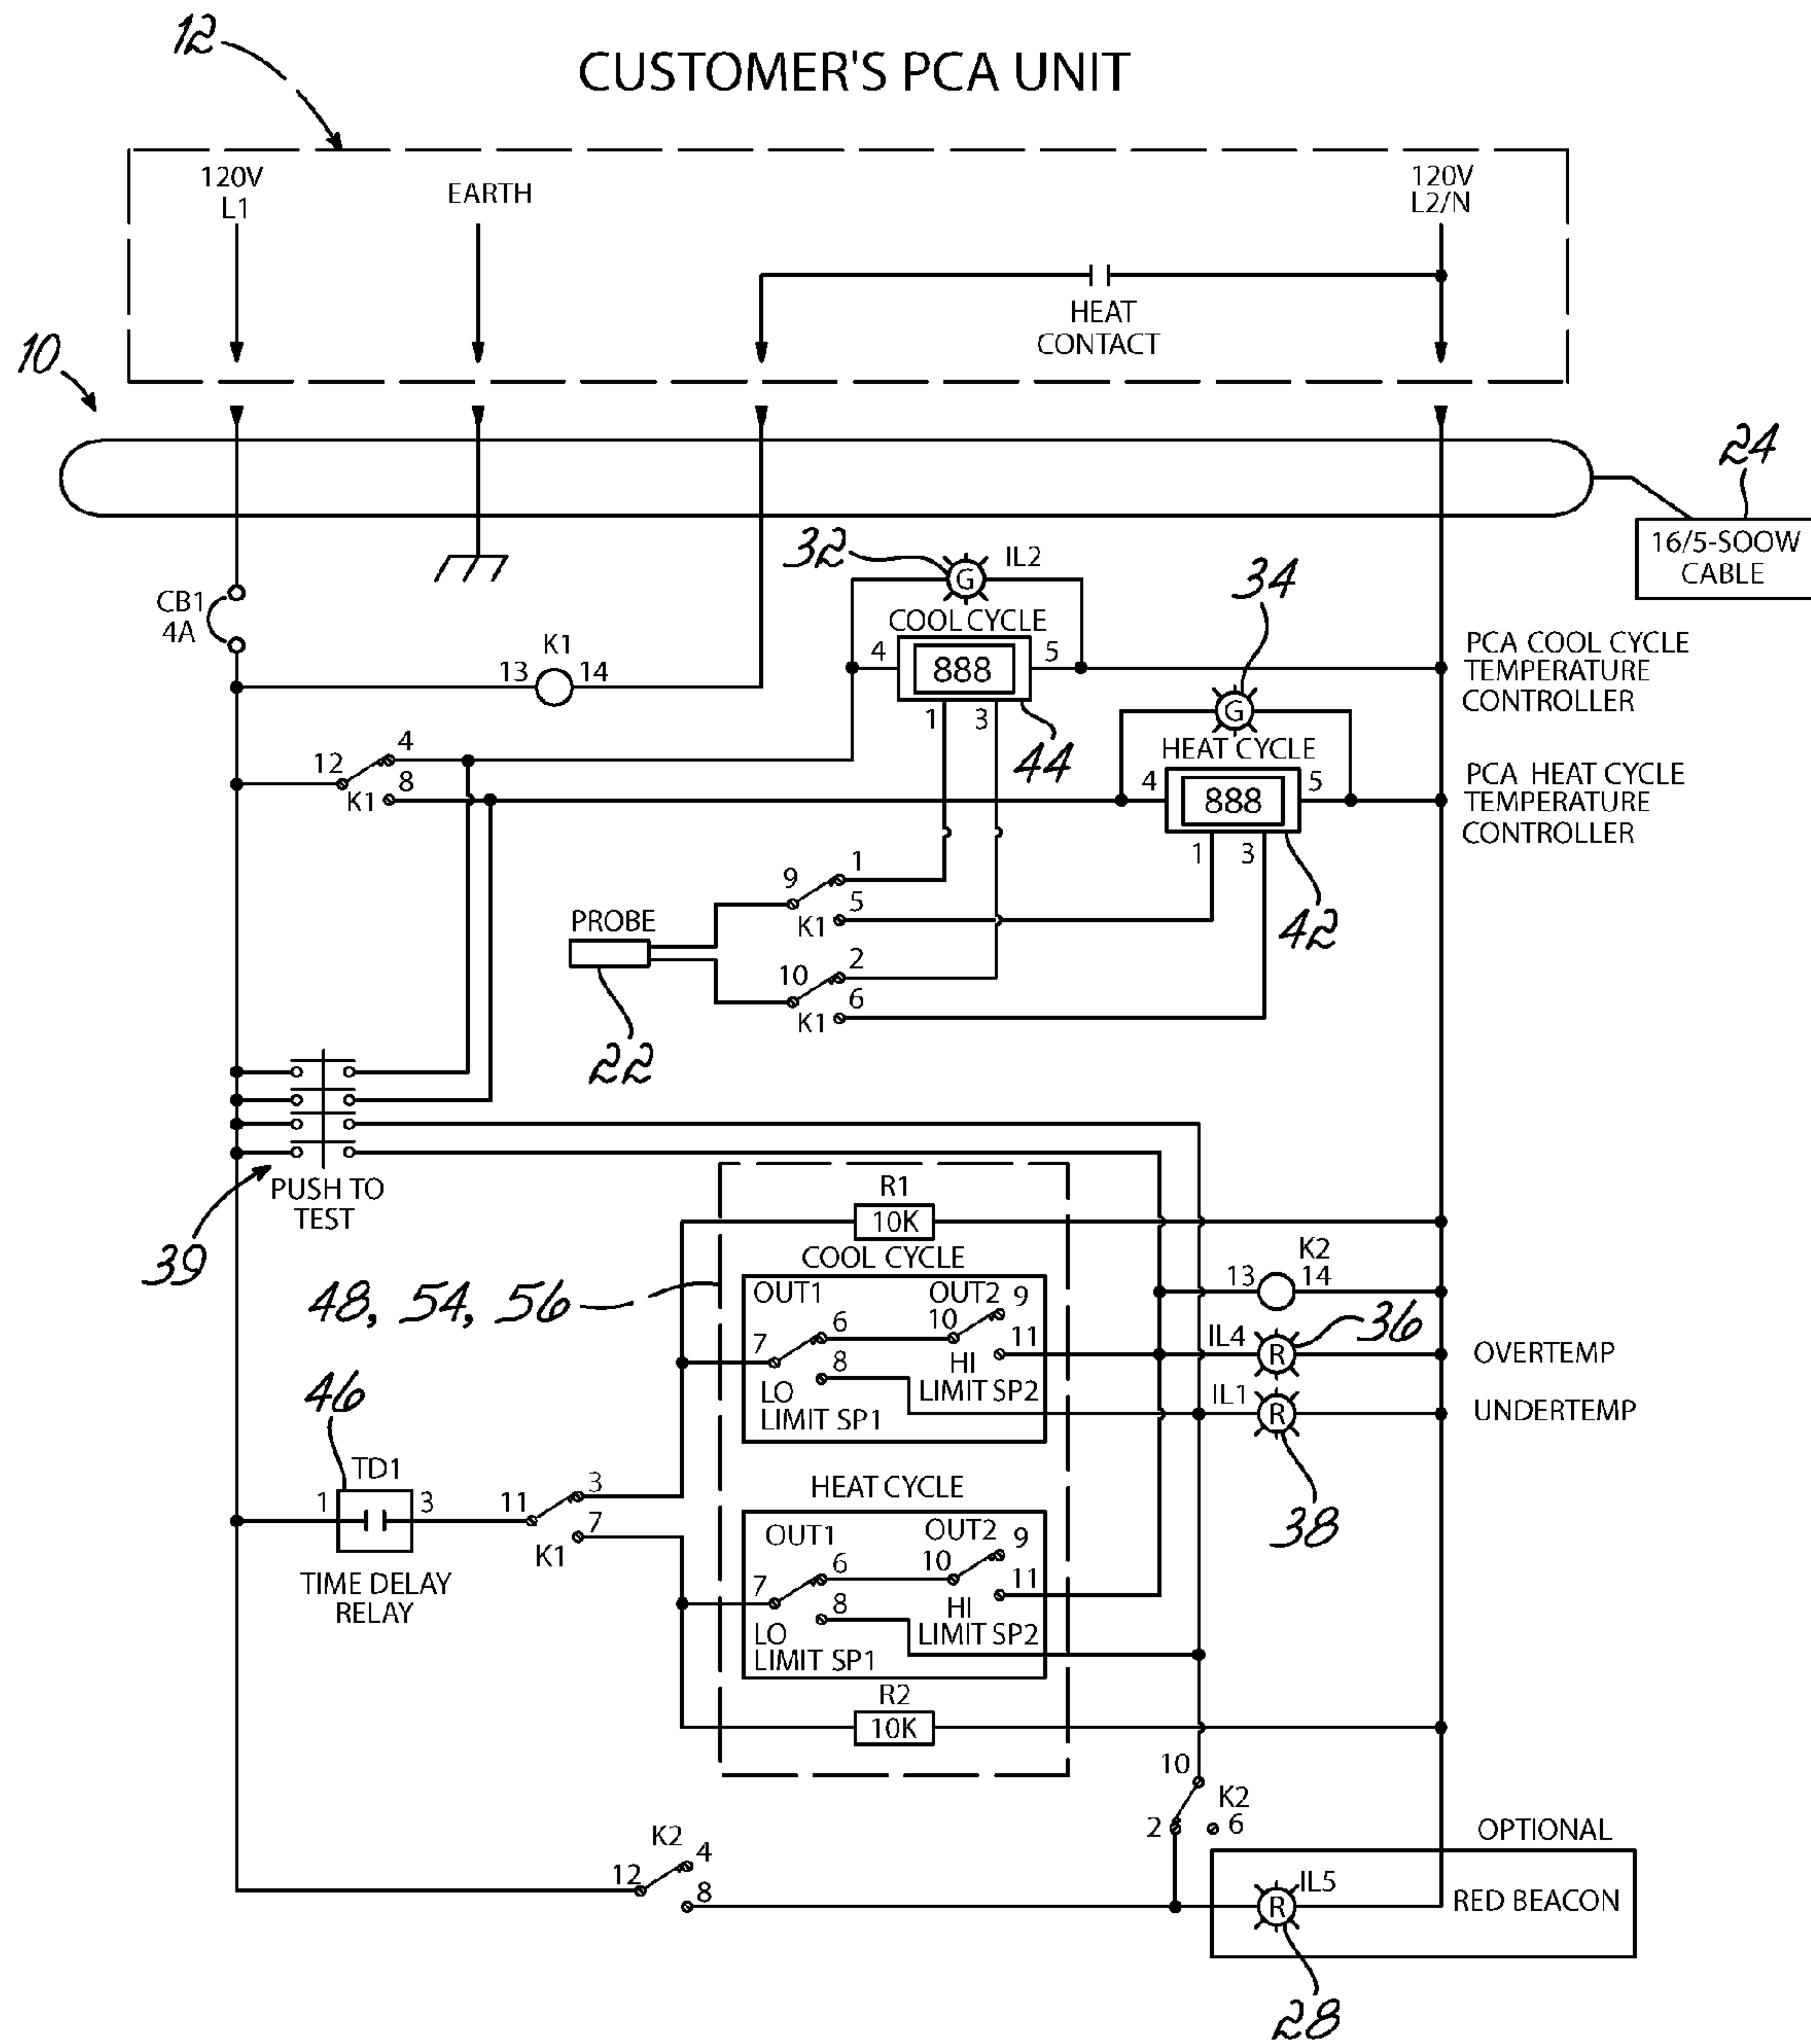 12
CUSTOMER'S PCA UNIT
120V
L1
EARTH
120V
L2/N
HEAT
CONTACT
10
24
16/5-SOOW
CABLE
32
IL2
G
34
COOL CYCLE
CB1
4A
K1
13
14
4
888
5
1
3
44
PCA COOL CYCLE
TEMPERATURE
CONTROLLER
G
HEAT CYCLE
4
888
5
1
3
42
PCA HEAT CYCLE
TEMPERATURE
CONTROLLER
12
4
K1
8
PROBE
22
9
1
5
K1
10
2
6
K1
39
PUSH TO
TEST
R1
10K
COOL CYCLE
48, 54, 56
OUT1
OUT2
9
6
10
7
8
11
HI
LO
LIMIT SP2
LIMIT SP1
K2
13
14
IL4
R
36
OVERTEMP
IL1
R
UNDERTEMP
38
46
TD1
1
3
TIME DELAY
RELAY
11
3
7
K1
HEAT CYCLE
OUT1
OUT2
9
6
10
7
8
11
HI
LO
LIMIT SP2
LIMIT SP1
R2
10K
10
K2
2
6
OPTIONAL
K2
4
12
8
IL5
R
RED BEACON
28